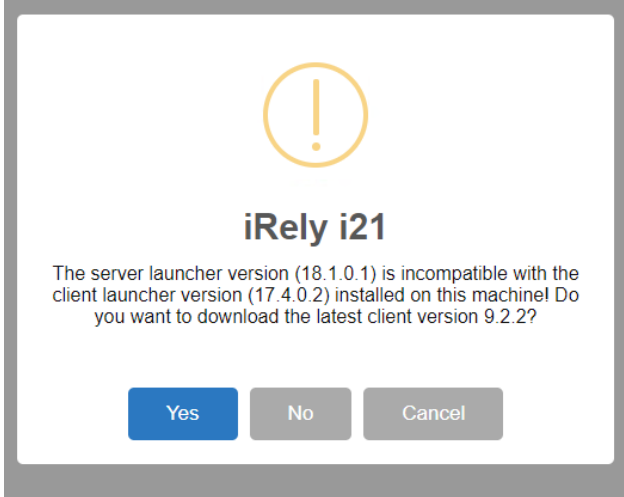 iRely i21
The server launcher version (18.1.0.1) is incompatible with the
client launcher version (17.4.0.2) installed on this machine! Do
you want to download the latest client version 9.2.2?
Yes No Cancel